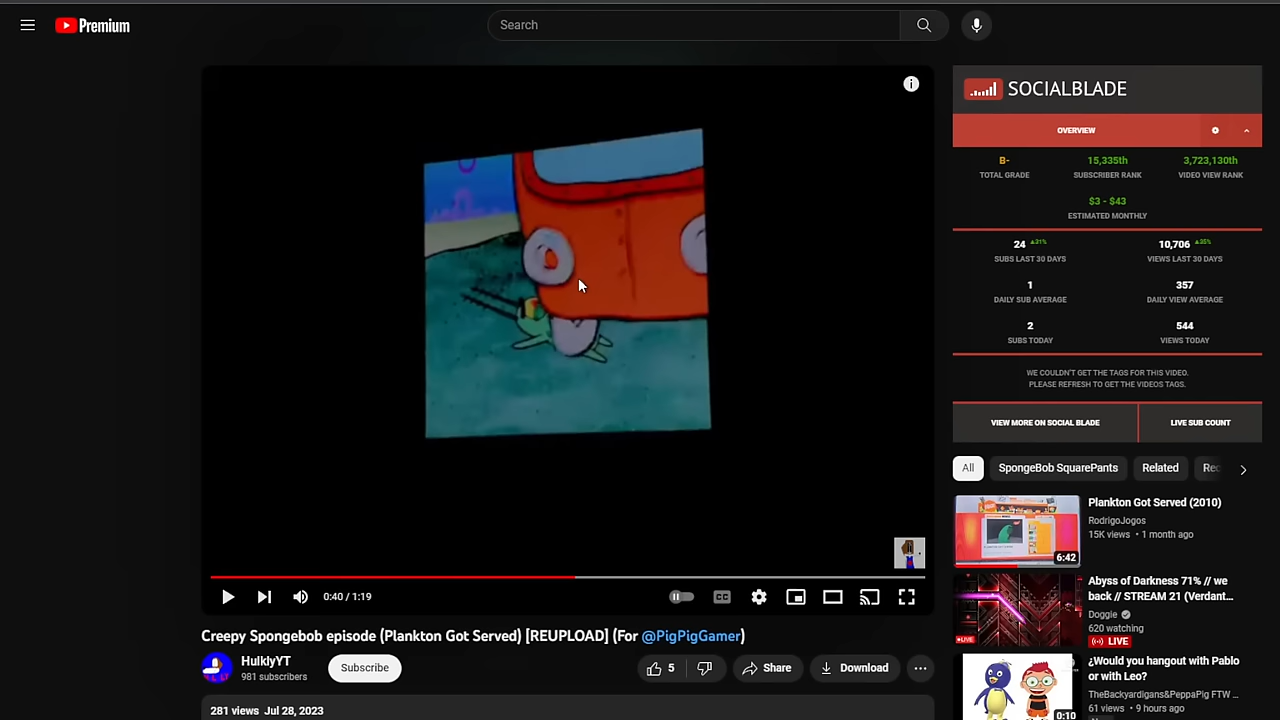 Premium
Search
SOCIALBLADE
OVERVIEW
B-
TOTAL GRADE
15,335th
SUBSCRIBER RANK
3,723,130th
VIDEO VIEW RANK
$3 - $43
ESTIMATED MONTHLY
24 ▲31%
SUBS LAST 30 DAYS
10,706 ▲35%
VIEWS LAST 30 DAYS
1
DAILY SUB AVERAGE
357
DAILY VIEW AVERAGE
2
SUBS TODAY
544
VIEWS TODAY
WE COULDN'T GET THE TAGS FOR THIS VIDEO.
PLEASE REFRESH TO GET THE VIDEOS TAGS.
VIEW MORE ON SOCIAL BLADE
LIVE SUB COUNT
All
SpongeBob SquarePants
Related
Rec
Plankton Got Served (2010)
RodrigoJogos
15K views • 1 month ago
6:42
Abyss of Darkness 71% // we
back // STREAM 21 (Verdant...
Doggie
620 watching
LIVE
LIVE
¿Would you hangout with Pablo
or with Leo?
TheBackyardigans&PeppaPig FTW ...
61 views • 9 hours ago
0:10
0:40 / 1:19
CC
Creepy Spongebob episode (Plankton Got Served) [REUPLOAD] (For @PigPigGamer)
HulklyYT
981 subscribers
Subscribe
5
Share
Download
281 views Jul 28, 2023